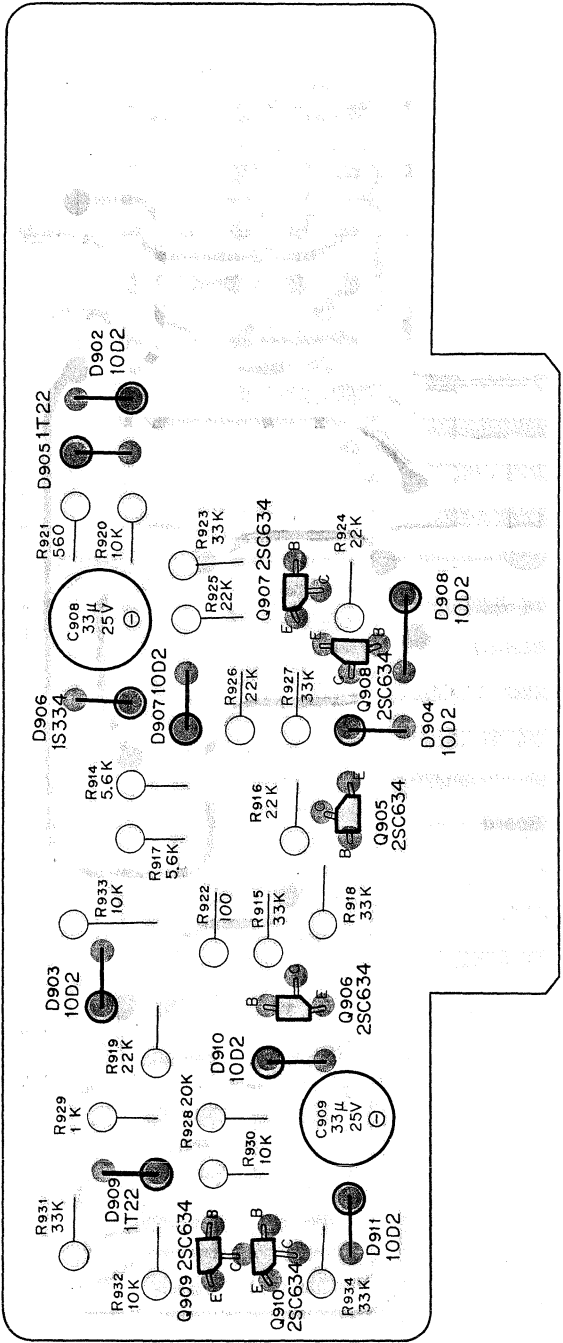 D902
10D2
D905 1T22
R921
560
R920
10K
R923
33K
Q907 2SC634
B
C
E
R924
22K
R925
22K
C908
33μ
25V
⊖
D908
10D2
E
B
C
Q908
2SC634
D906
1S334
D907 10D2
R926
22K
R927
33K
D904
10D2
R914
5.6K
R917
5.6K
R916
22K
E
C
B
Q905
2SC634
R933
10K
R922
100
R915
33K
R918
33K
D903
10D2
B
C
E
Q906
2SC634
R919
22K
D910
10D2
R929
1K
R928 20K
C909
33μ
25V
⊖
R930
10K
D909
1T22
R931
33K
R932
10K
Q909 2SC634
B
C
E
Q910
2SC634
B
C
E
R934
33K
D911
10D2